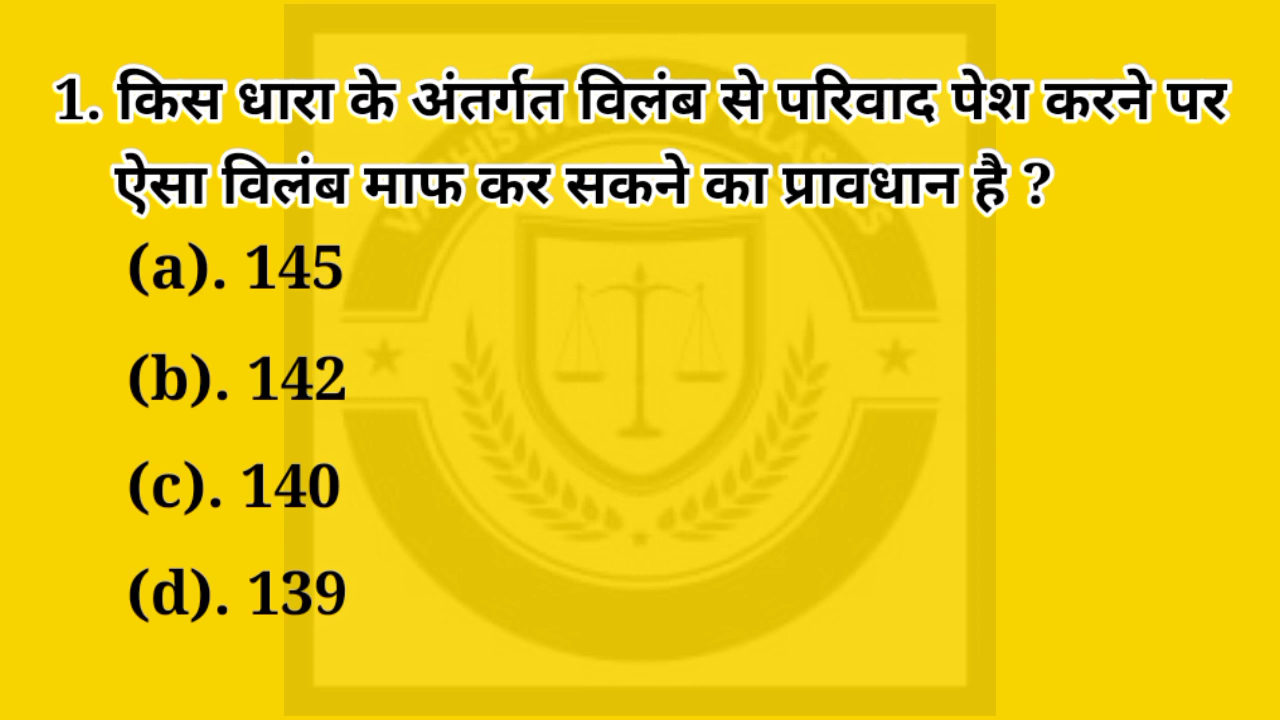 1. किस धारा के अंतर्गत विलंब से परिवाद पेश करने पर
ऐसा विलंब माफ कर सकने का प्रावधान है ?
(a). 145
(b). 142
(c). 140
(d). 139